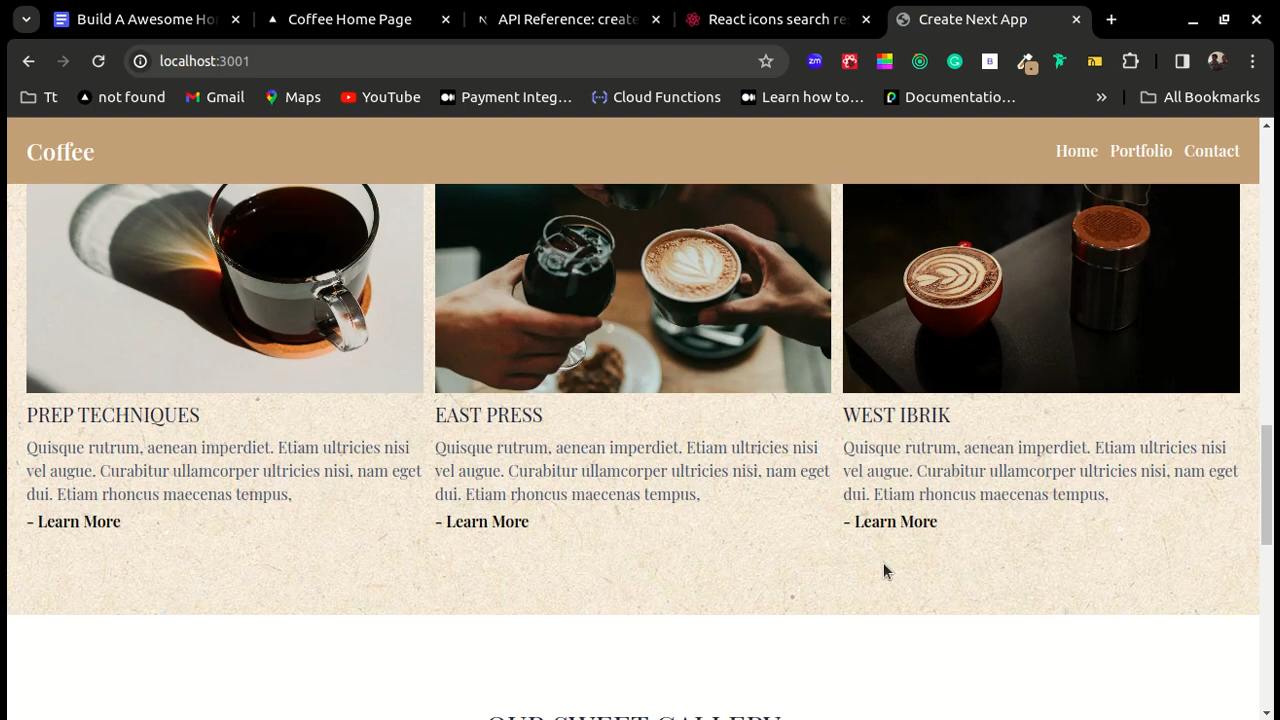 Build A Awesome Ho
Coffee Home Page
API Reference: create
React icons search re
Create Next App
localhost:3001
zm
B
Tt
not found
Gmail
Maps
YouTube
Payment Integ…
Cloud Functions
Learn how to…
Documentatio…
All Bookmarks
Coffee
Home Portfolio Contact
PREP TECHNIQUES
Quisque rutrum, aenean imperdiet. Etiam ultricies nisi
vel augue. Curabitur ullamcorper ultricies nisi, nam eget
dui. Etiam rhoncus maecenas tempus,
- Learn More
EAST PRESS
Quisque rutrum, aenean imperdiet. Etiam ultricies nisi
vel augue. Curabitur ullamcorper ultricies nisi, nam eget
dui. Etiam rhoncus maecenas tempus,
- Learn More
WEST IBRIK
Quisque rutrum, aenean imperdiet. Etiam ultricies nisi
vel augue. Curabitur ullamcorper ultricies nisi, nam eget
dui. Etiam rhoncus maecenas tempus,
- Learn More
OUR SWEET GALLERY